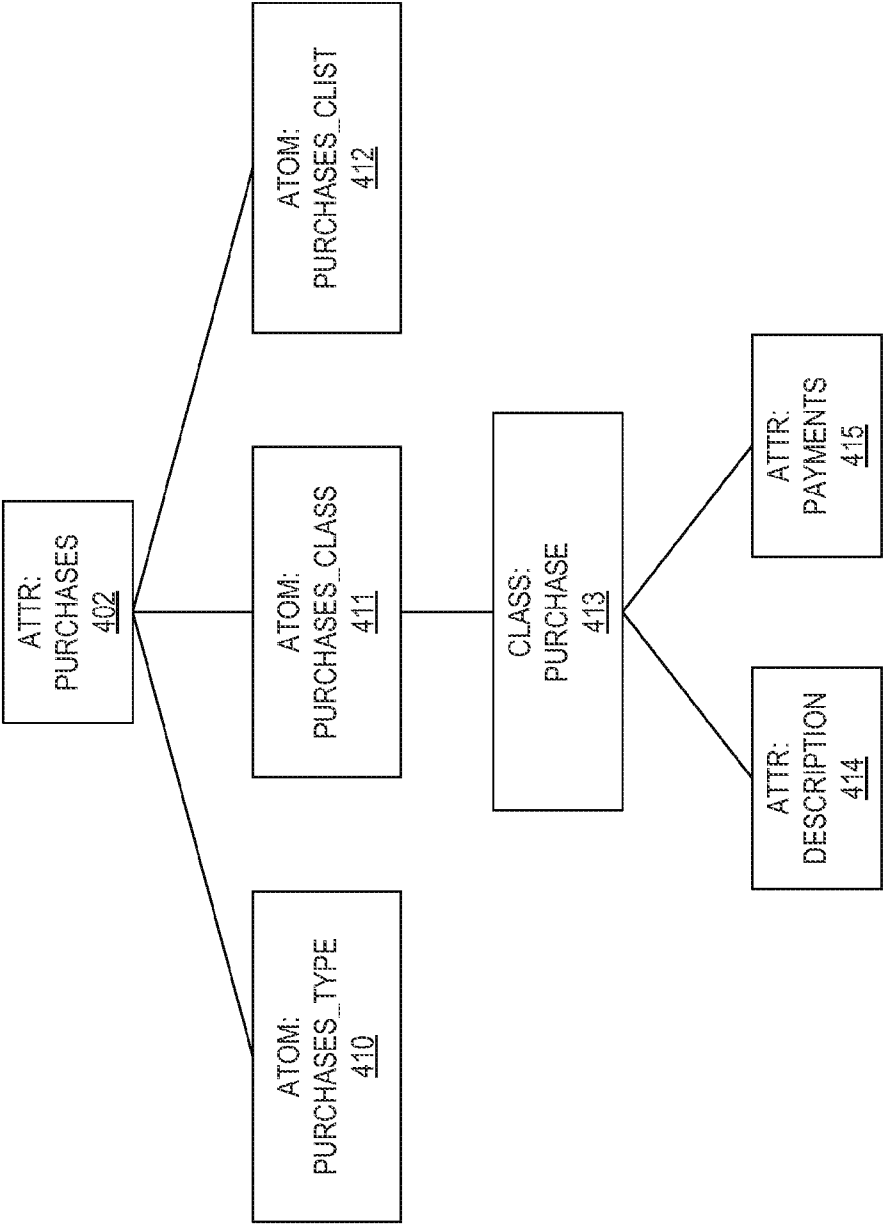 ATTR:
PURCHASES
402
ATOM:
PURCHASES_TYPE
410
ATOM:
PURCHASES_CLASS
411
ATOM:
PURCHASES_CLIST
412
CLASS:
PURCHASE
413
ATTR:
DESCRIPTION
414
ATTR:
PAYMENTS
415